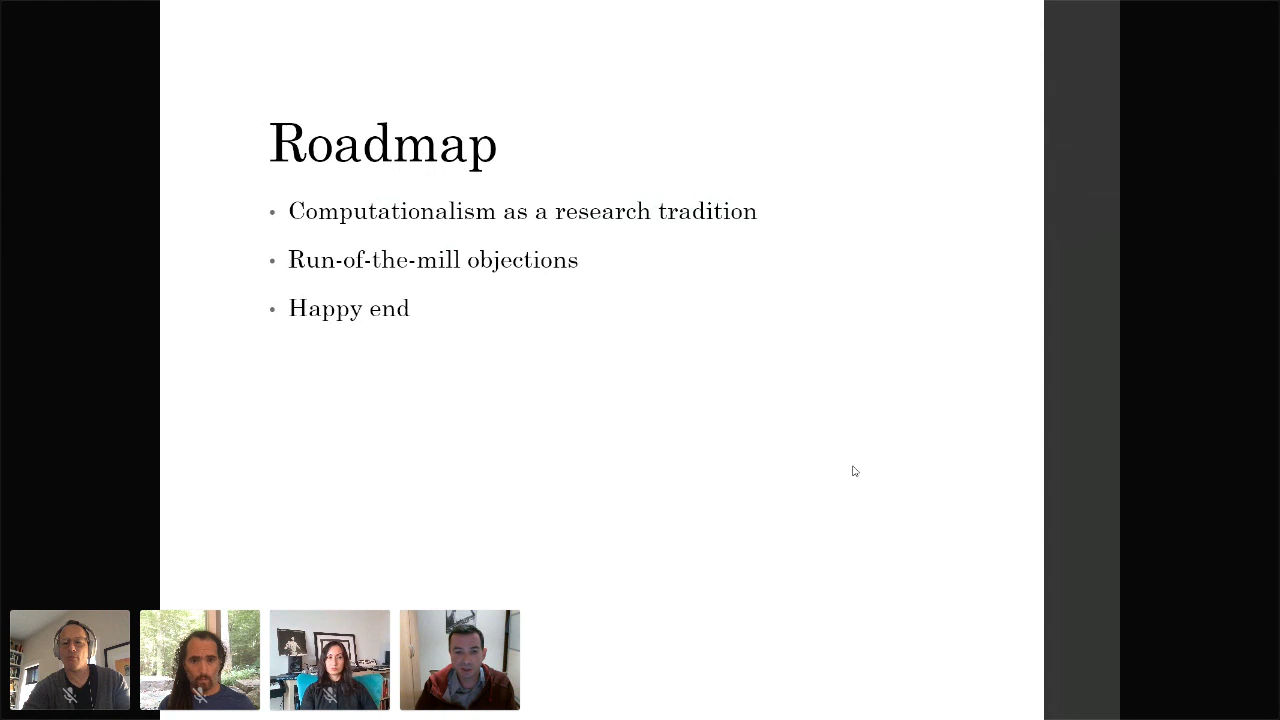 Roadmap
• Computationalism as a research tradition
• Run-of-the-mill objections
• Happy end